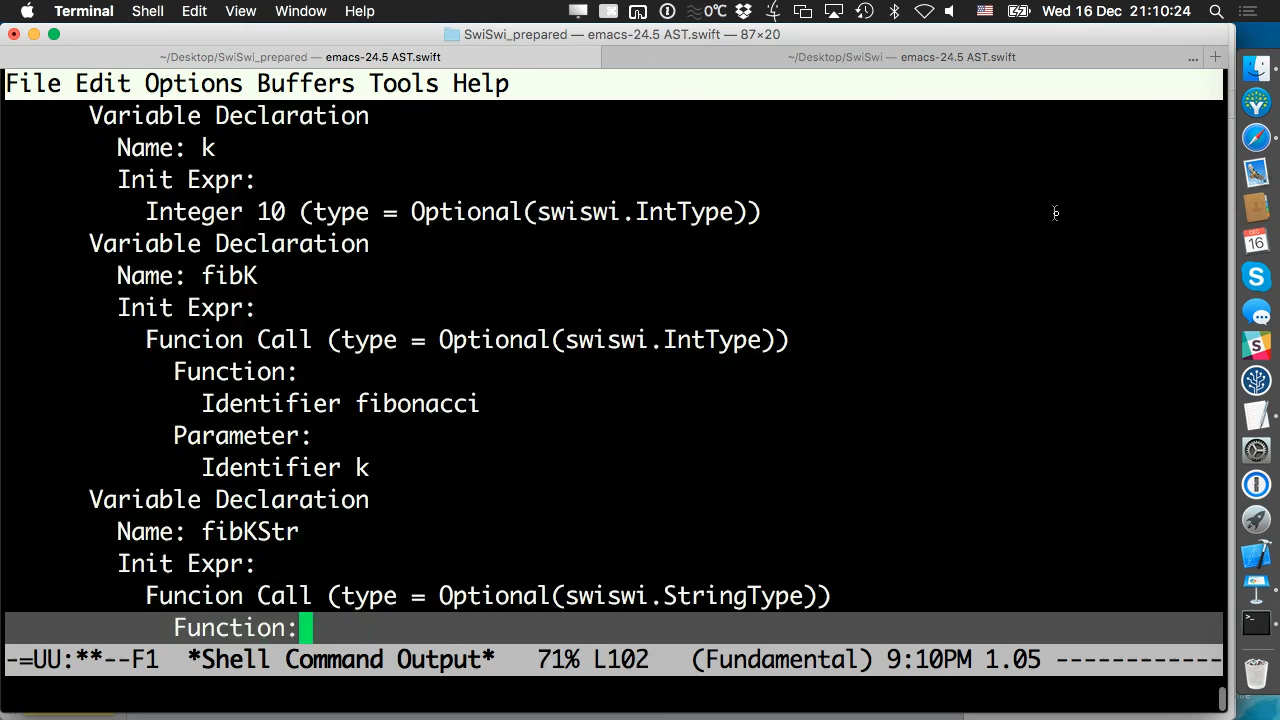 Terminal Shell Edit View Window Help 0°C Wed 16 Dec 21:10:24
SwiSwi_prepared — emacs-24.5 AST.swift — 87×20
~/Desktop/SwiSwi_prepared — emacs-24.5 AST.swift ~/Desktop/SwiSwi — emacs-24.5 AST.swift ... +
File Edit Options Buffers Tools Help
Variable Declaration
Name: k
Init Expr:
Integer 10 (type = Optional(swiswi.IntType))
Variable Declaration
Name: fibK
Init Expr:
Funcion Call (type = Optional(swiswi.IntType))
Function:
Identifier fibonacci
Parameter:
Identifier k
Variable Declaration
Name: fibKStr
Init Expr:
Funcion Call (type = Optional(swiswi.StringType))
Function:
-=UU:**--F1 *Shell Command Output* 71% L102 (Fundamental) 9:10PM 1.05 -------------
DEC
16